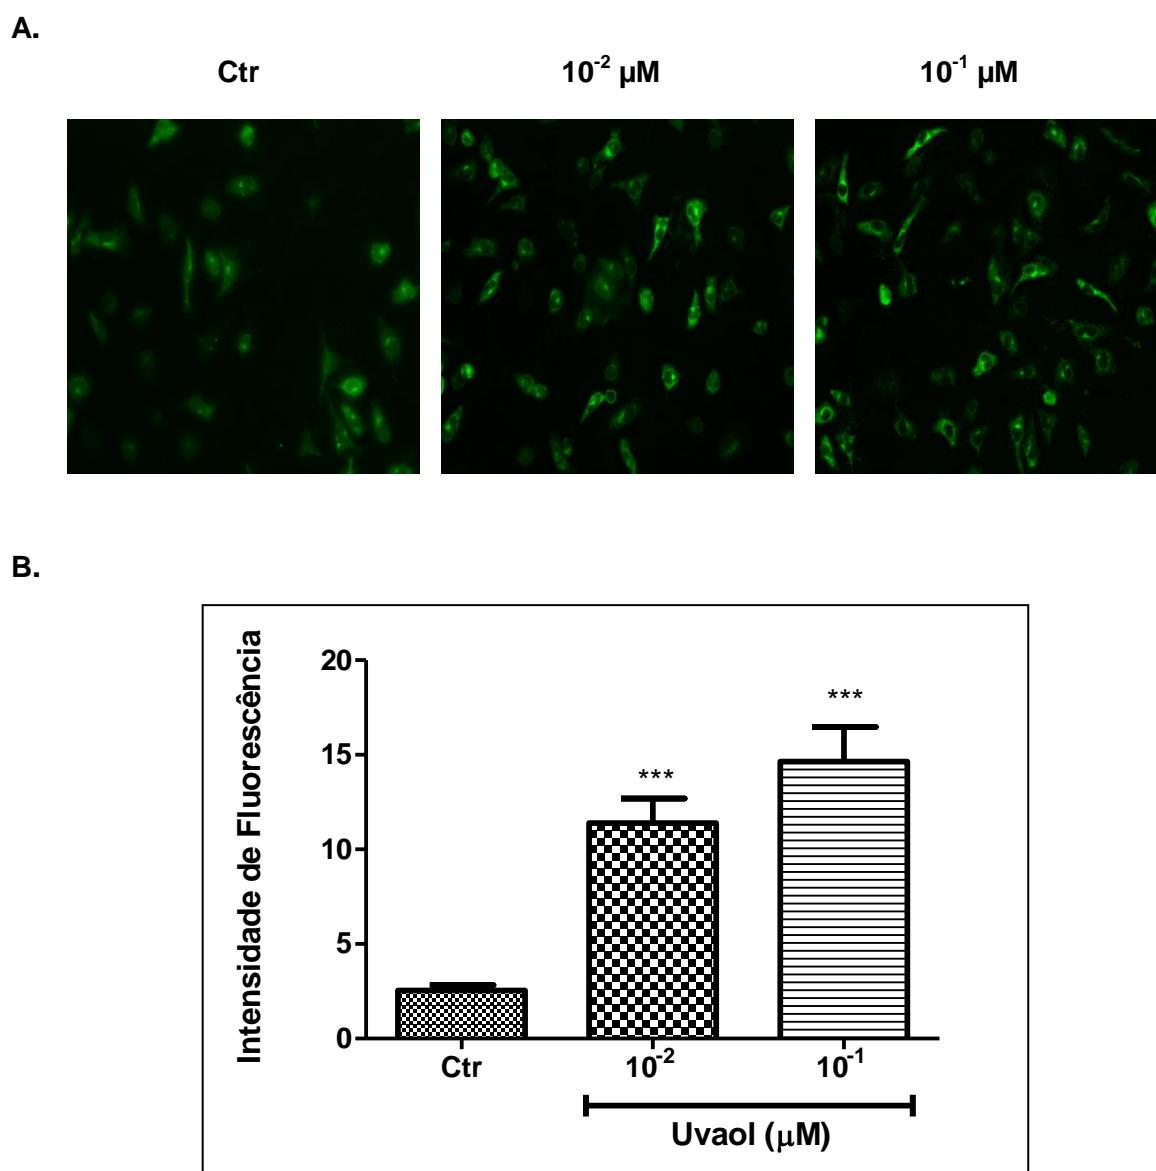 A.
Ctr 10⁻² µM 10⁻¹ µM
B.
Intensidade de Fluorescência
20
15
10
5
0
***
***
Ctr 10⁻² 10⁻¹
Uvaol (µM)